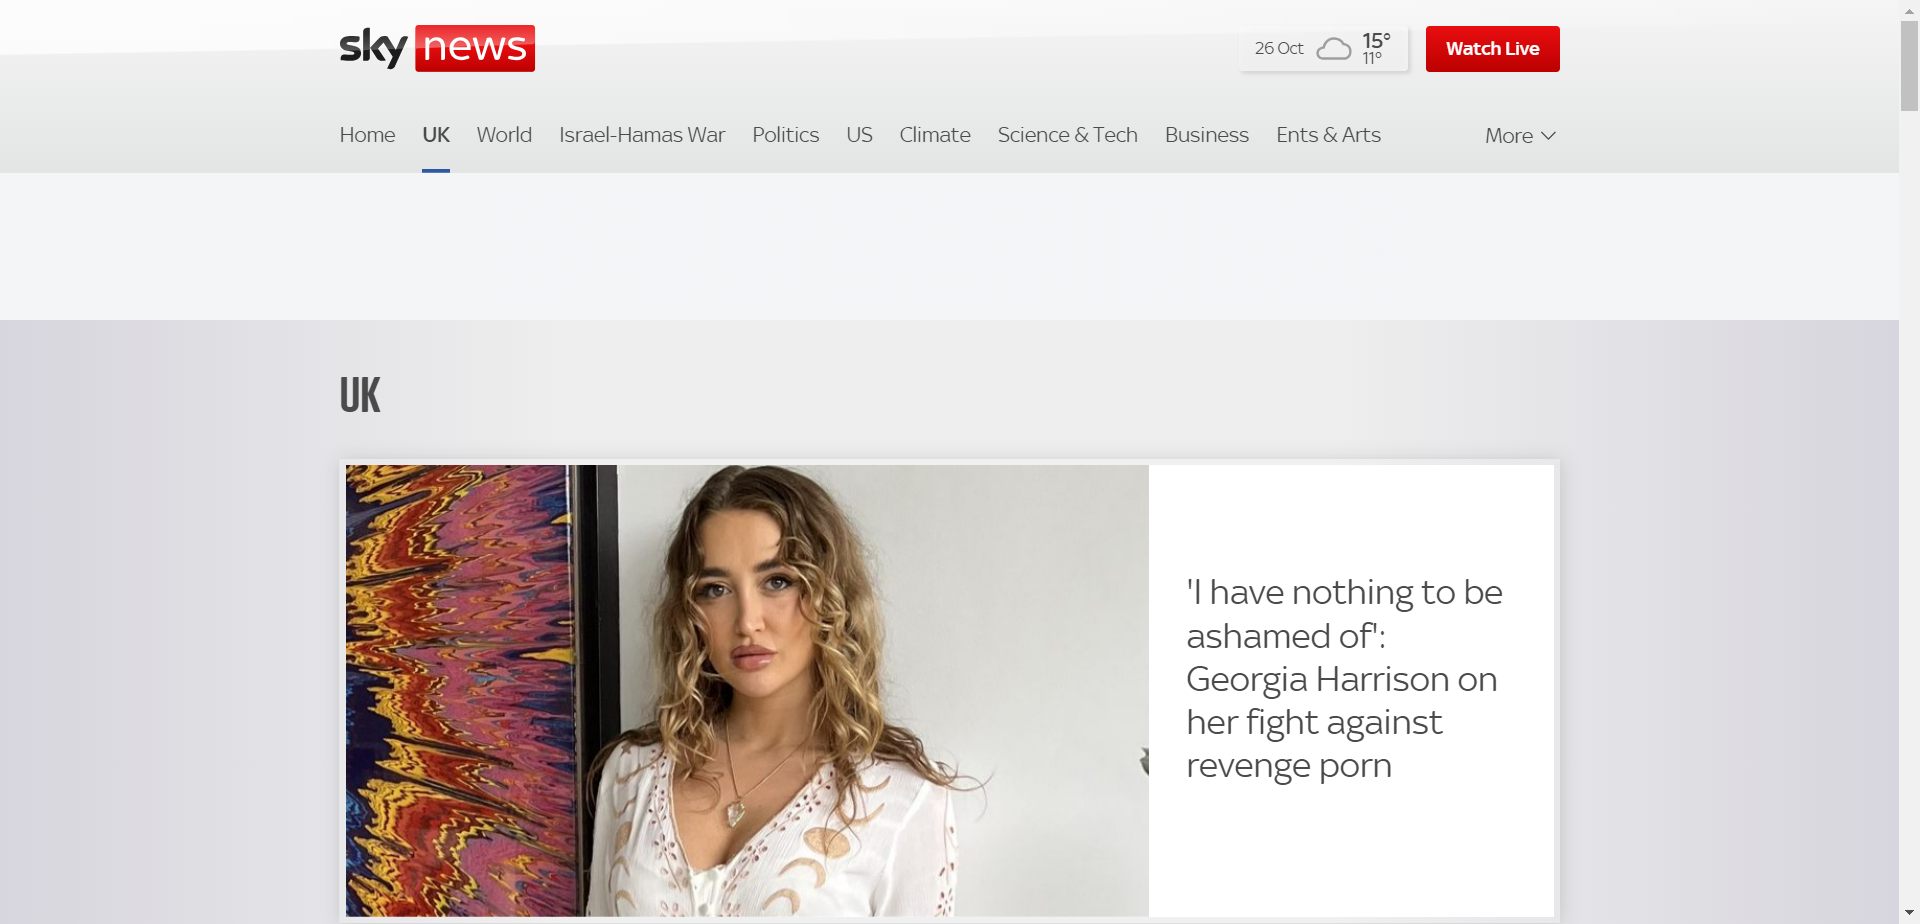 sky news
26 Oct
15°
11°
Watch Live
Home UK World Israel-Hamas War Politics US Climate Science & Tech Business Ents & Arts More
UK
'I have nothing to be
ashamed of':
Georgia Harrison on
her fight against
revenge porn